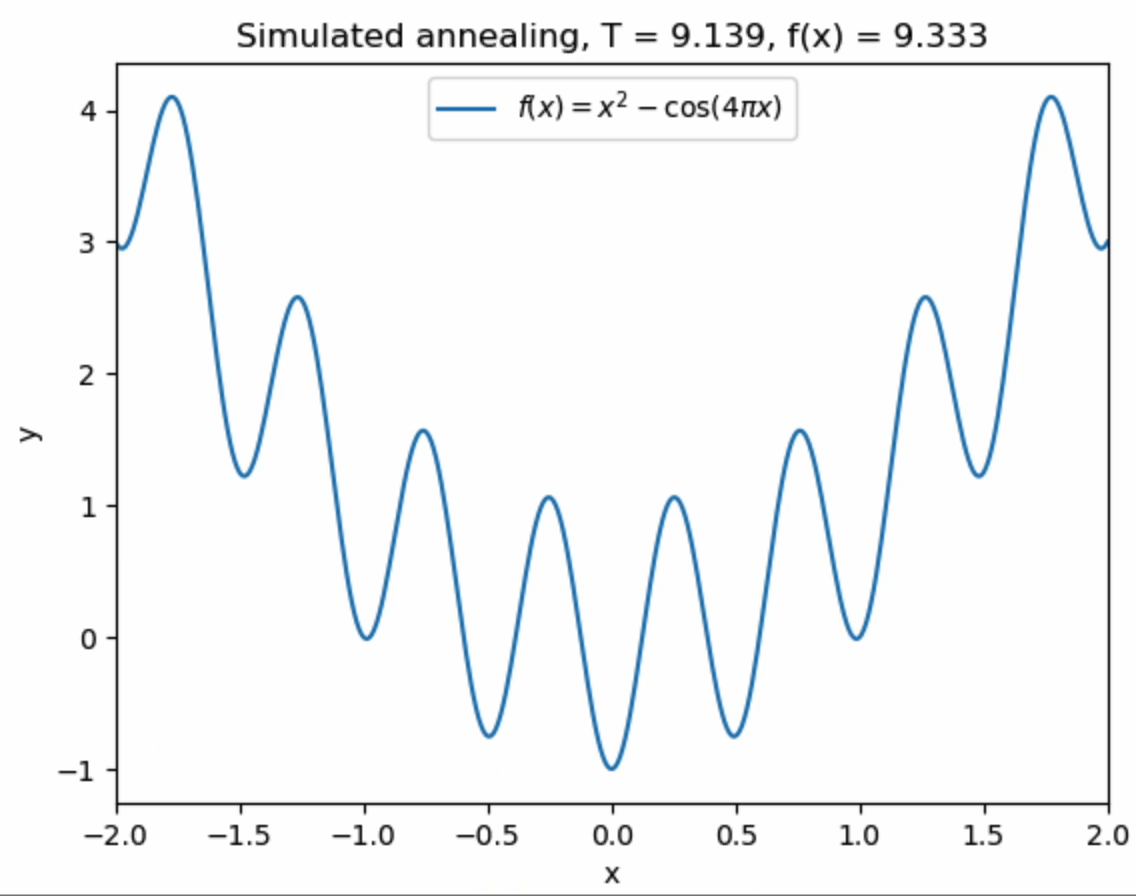 Simulated annealing, T = 9.139, f(x) = 9.333
f(x) = x² − cos(4πx)
4
3
2
1
0
−1
y
−2.0 −1.5 −1.0 −0.5 0.0 0.5 1.0 1.5 2.0
x